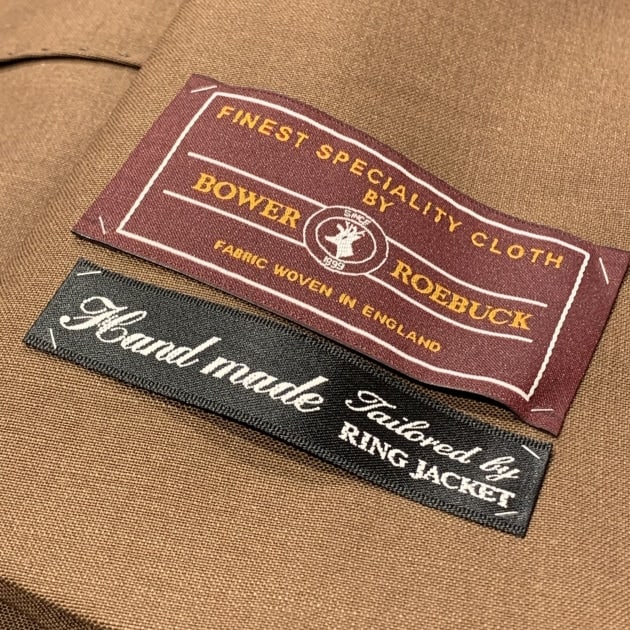 FINEST SPECIALITY CLOTH
BY
BOWER ROEBUCK
SINCE
1899
FABRIC WOVEN IN ENGLAND
Hand made
Tailored by
RING JACKET